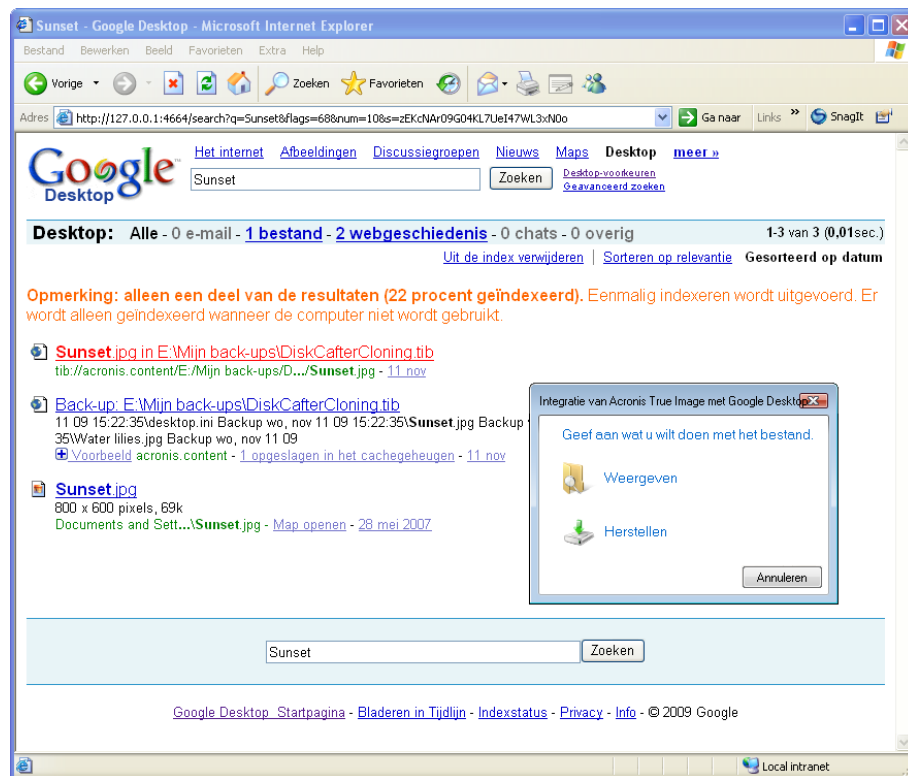 Sunset - Google Desktop - Microsoft Internet Explorer
Bestand Bewerken Beeld Favorieten Extra Help
Vorige Zoeken Favorieten
Adres http://127.0.0.1:4664/search?q=Sunset&flags=68&num=10&s=zEKcNAr09G04KL7UeI47WL3xN0o Ga naar Links » SnagIt
Google Desktop
Het internet Afbeeldingen Discussiegroepen Nieuws Maps Desktop meer »
Sunset Zoeken Desktop-voorkeuren
Geavanceerd zoeken
Desktop: Alle - 0 e-mail - 1 bestand - 2 webgeschiedenis - 0 chats - 0 overig 1-3 van 3 (0,01sec.)
Uit de index verwijderen | Sorteren op relevantie Gesorteerd op datum
Opmerking: alleen een deel van de resultaten (22 procent geïndexeerd). Eenmalig indexeren wordt uitgevoerd. Er
wordt alleen geïndexeerd wanneer de computer niet wordt gebruikt.
Sunset.jpg in E:\Mijn back-ups\DiskCafterCloning.tib
tib://acronis.content/E:/Mijn back-ups/D.../Sunset.jpg - 11 nov
Back-up: E:\Mijn back-ups\DiskCafterCloning.tib
11 09 15:22:35\desktop.ini Backup wo, nov 11 09 15:22:35\Sunset.jpg Backup
35\Water lilies.jpg Backup wo, nov 11 09
Voorbeeld acronis.content - 1 opgeslagen in het cachegeheugen - 11 nov
Sunset.jpg
800 x 600 pixels, 69k
Documents and Sett...\Sunset.jpg - Map openen - 28 mei 2007
Integratie van Acronis True Image met Google Desktop
Geef aan wat u wilt doen met het bestand.
Weergeven
Herstellen
Annuleren
Sunset Zoeken
Google Desktop Startpagina - Bladeren in Tijdlijn - Indexstatus - Privacy - Info - © 2009 Google
Local intranet